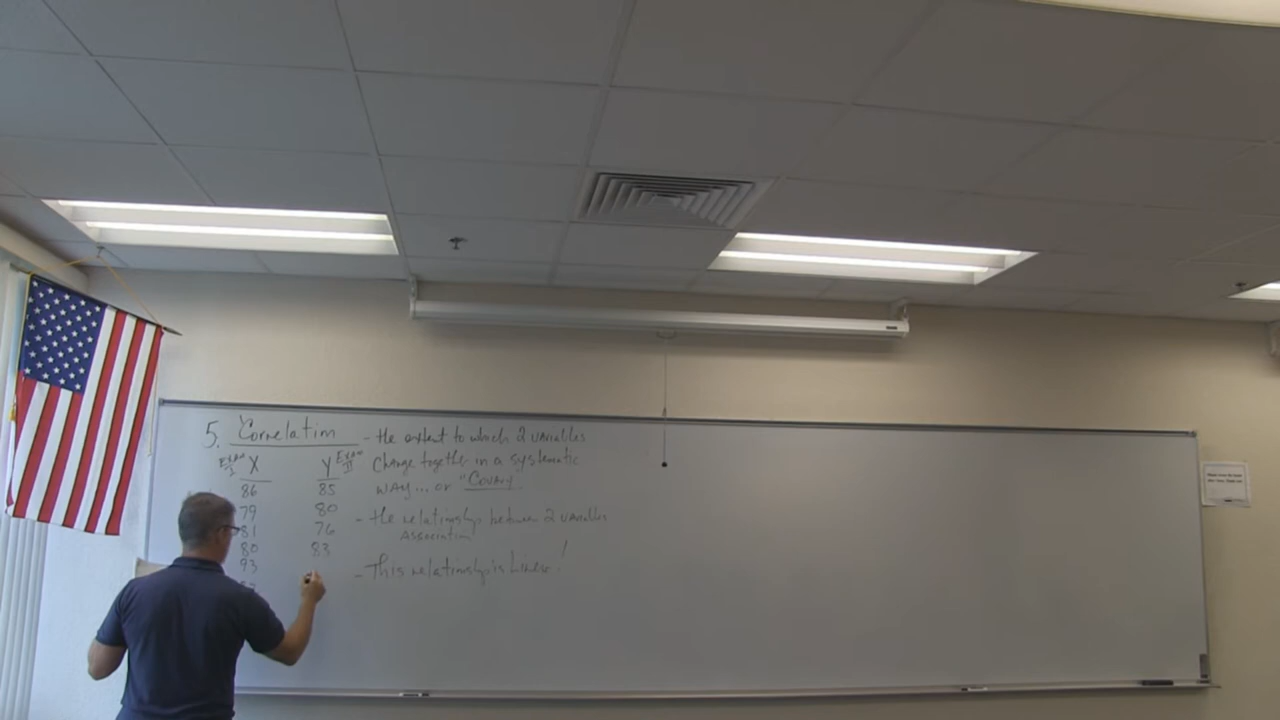 5. Correlation - the extent to which 2 variables
Exam I X Y Exam II change together in a systematic
86 85 way... or "Covary"
79 80 - the relationship between 2 variables
81 76 Association
80 83 - This relationship is Linear!
93